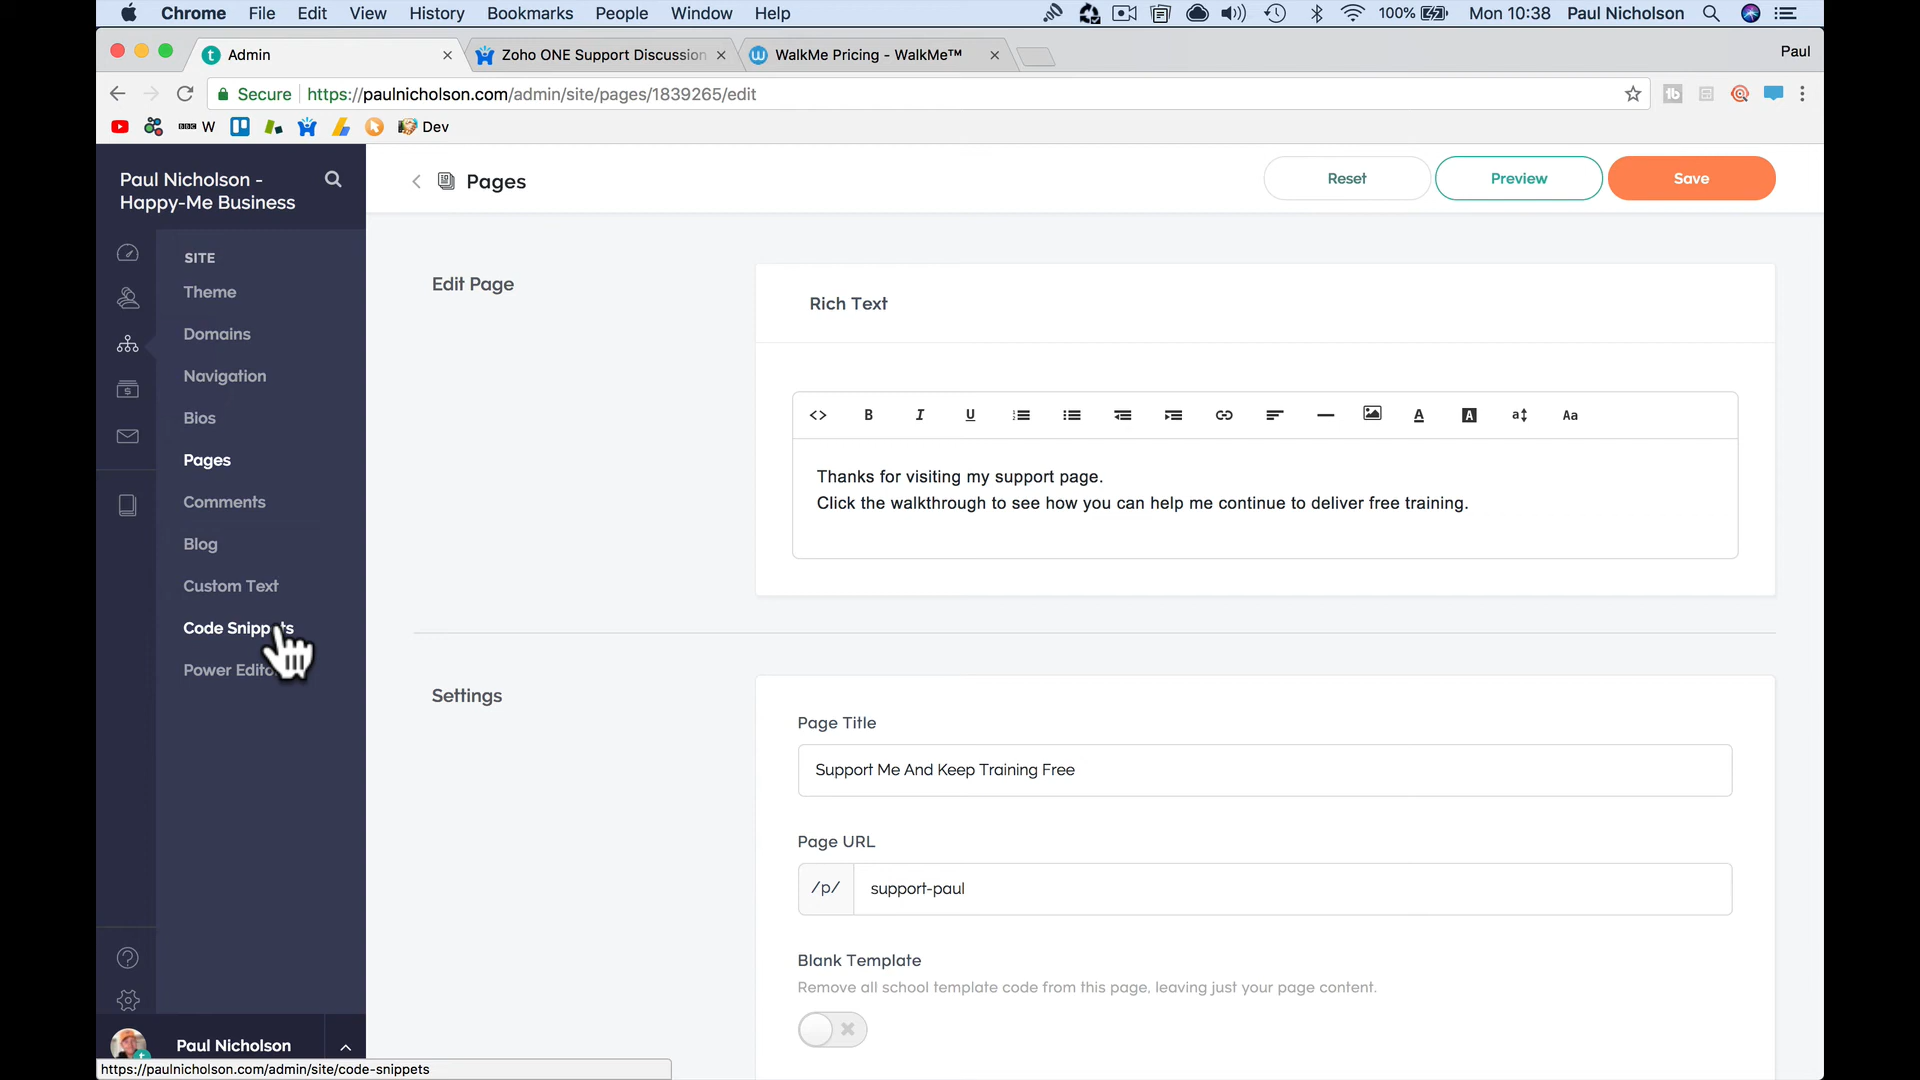 Chrome File Edit View History Bookmarks People Window Help 100% Mon 10:38 Paul Nicholson
Admin Zoho ONE Support Discussion WalkMe Pricing - WalkMe™ Paul
Secure https://paulnicholson.com/admin/site/pages/1839265/edit
BBC W Dev
Paul Nicholson -
Happy-Me Business
Pages
Reset
Preview
Save
SITE
Theme
Domains
Navigation
Bios
Pages
Comments
Blog
Custom Text
Code Snippets
Power Edito
Paul Nicholson
https://paulnicholson.com/admin/site/code-snippets
Edit Page
Rich Text
<> B I U A A a Aa
Thanks for visiting my support page.
Click the walkthrough to see how you can help me continue to deliver free training.
Settings
Page Title
Support Me And Keep Training Free
Page URL
/p/ support-paul
Blank Template
Remove all school template code from this page, leaving just your page content.